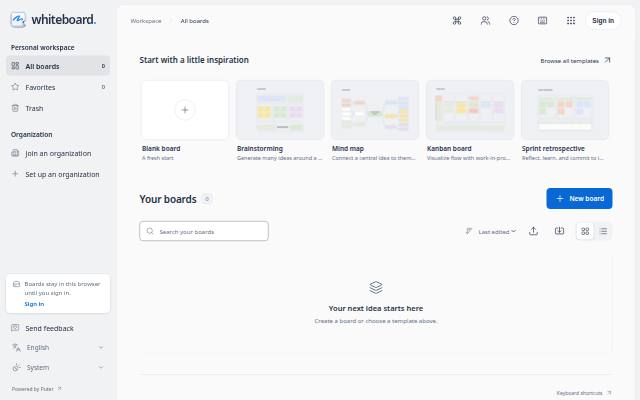 whiteboard.
Workspace
All boards
Sign in
Personal workspace
All boards 0
Favorites 0
Trash
Organization
Join an organization
Set up an organization
Start with a little inspiration
Browse all templates
Blank board
A fresh start
Brainstorming
Generate many ideas around a ...
Mind map
Connect a central idea to them...
Kanban board
Visualize flow with work-in-pro...
Sprint retrospective
Reflect, learn, and commit to i...
Your boards 0
New board
Search your boards
Last edited
Your next idea starts here
Create a board or choose a template above.
Boards stay in this browser
until you sign in.
Sign in
Send feedback
English
System
Powered by Puter
Keyboard shortcuts